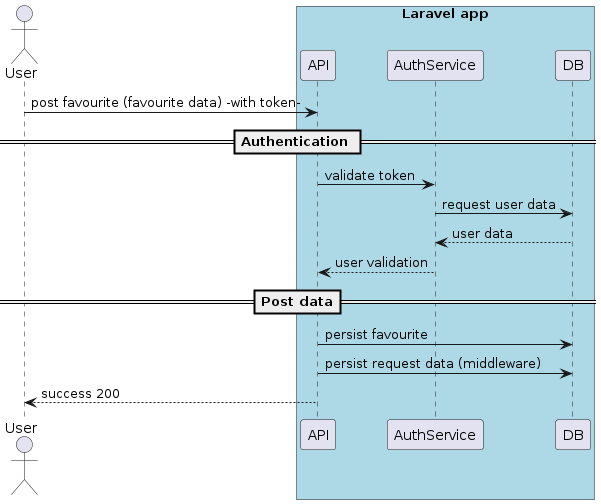 Laravel app
User
API
AuthService
DB
post favourite (favourite data) -with token-
Authentication
validate token
request user data
user data
user validation
Post data
persist favourite
persist request data (middleware)
success 200
User
API
AuthService
DB